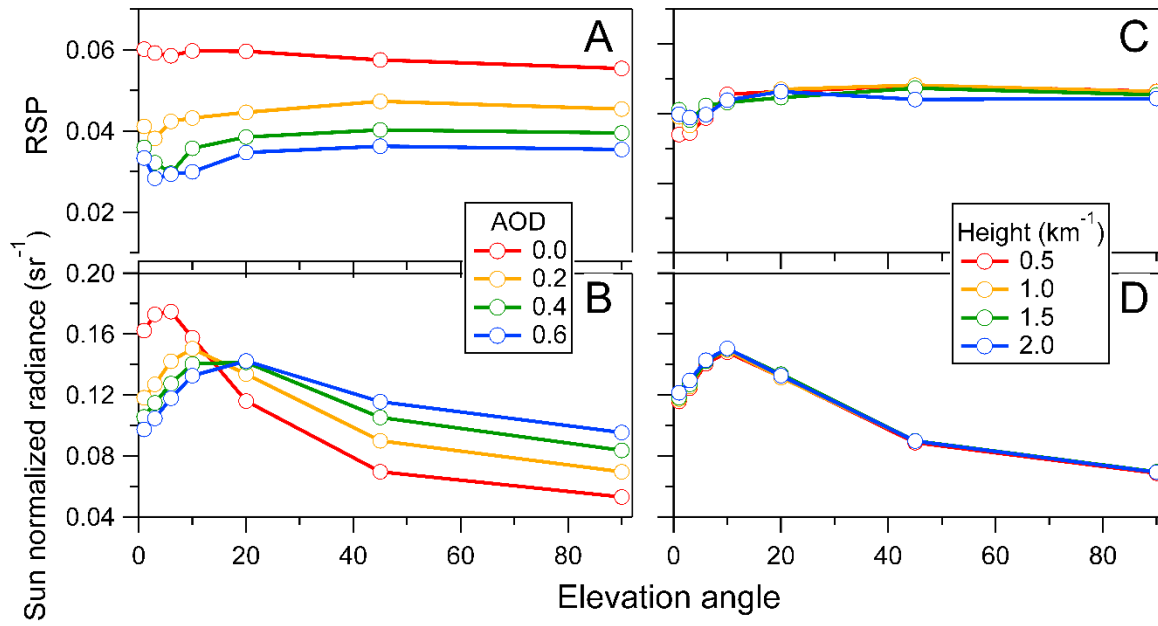 A
C
0.06
0.04
0.02
RSP
AOD
0.0
0.2
0.4
0.6
Height (km⁻¹)
0.5
1.0
1.5
2.0
B
D
0.20
0.16
0.12
0.08
0.04
Sun normalized radiance (sr⁻¹)
0 20 40 60 80
0 20 40 60 80
Elevation angle